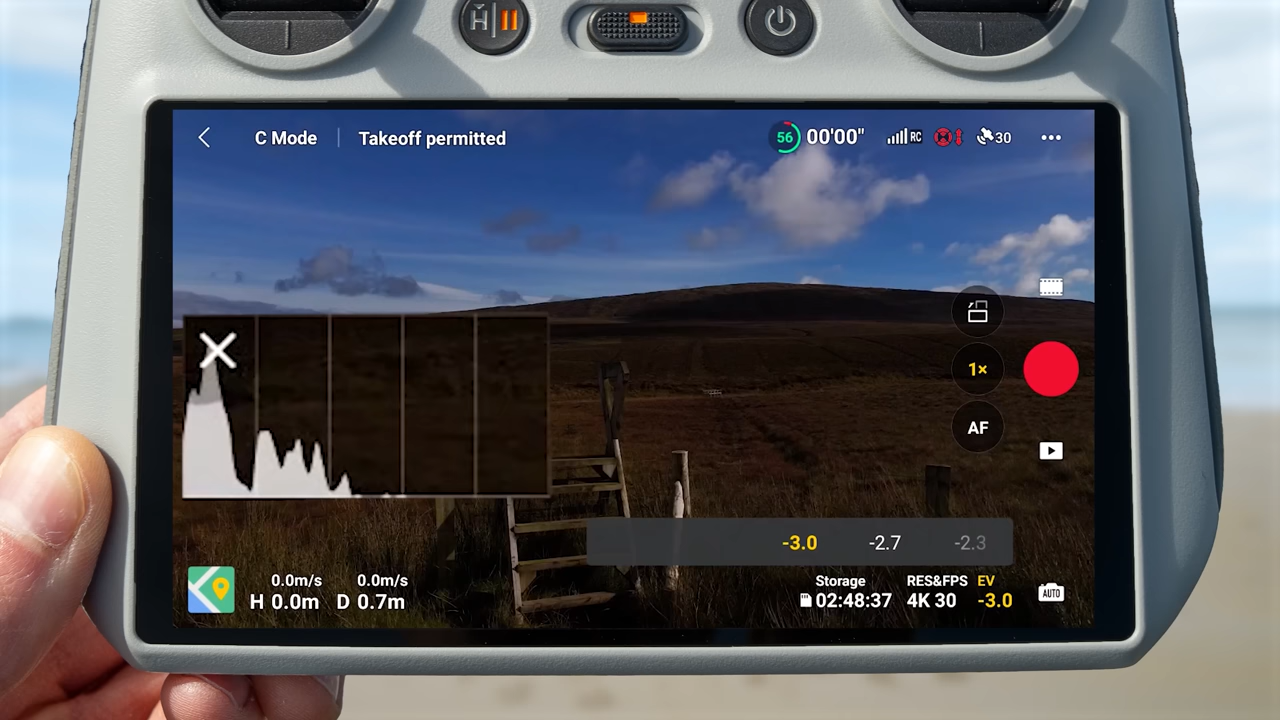 H
C Mode Takeoff permitted 56 00'00" RC 30
1×
AF
-3.0 -2.7 -2.3
0.0m/s 0.0m/s Storage RES&FPS EV
H 0.0m D 0.7m 02:48:37 4K 30 -3.0 AUTO